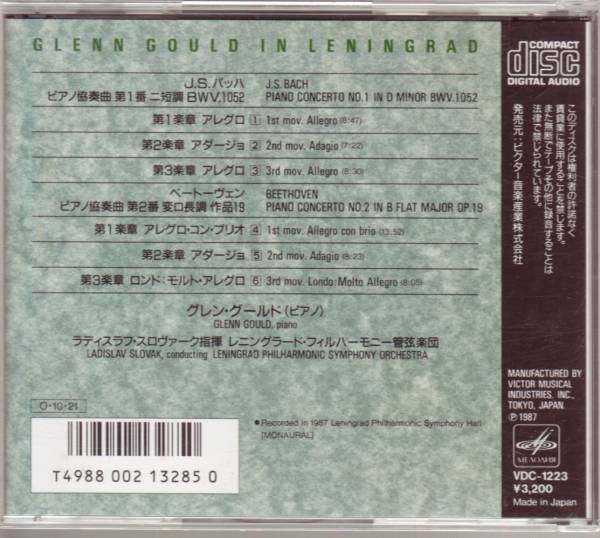 GLENN GOULD IN LENINGRAD
J.S.バッハ J.S. BACH
ピアノ協奏曲 第1番 ニ短調 BWV.1052 PIANO CONCERTO NO.1 IN D MINOR BWV.1052
第1楽章 アレグロ 1 1st mov. Allegro (8:47)
第2楽章 アダージョ 2 2nd mov. Adagio (7:22)
第3楽章 アレグロ 3 3rd mov. Allegro (8:30)
ベートーヴェン BEETHOVEN
ピアノ協奏曲 第2番 変ロ長調 作品19 PIANO CONCERTO NO.2 IN B FLAT MAJOR OP.19
第1楽章 アレグロ・コン・ブリオ 4 1st mov. Allegro con brio (13:52)
第2楽章 アダージョ 5 2nd mov. Adagio (8:23)
第3楽章 ロンド:モルト・アレグロ 6 3rd mov. Londo:Molto Allegro (8:05)
グレン・グールド(ピアノ)
GLENN GOULD, piano
ラディスラフ・スロヴァーク指揮 レニングラード・フィルハーモニー管弦楽団
LADISLAV SLOVAK, conducting LENINGRAD PHILHARMONIC SYMPHONY ORCHESTRA
O・10・21
●Recorded in 1957 Leningrad Philharmonic Symphony Hall
[MONAURAL]
T4988 002 13285 0
COMPACT
disc
DIGITAL AUDIO
このディスクは権利者の許諾なく
賃貸業に使用することを禁じます。
また無断でテープその他に録音することは
法律で禁じられています。
発売元:ビクター音楽産業株式会社
MANUFACTURED BY
VICTOR MUSICAL
INDUSTRIES, INC.,
TOKYO, JAPAN.
Ⓟ1987
МЕЛОДИЯ
VDC-1223
¥3,200
Made in Japan